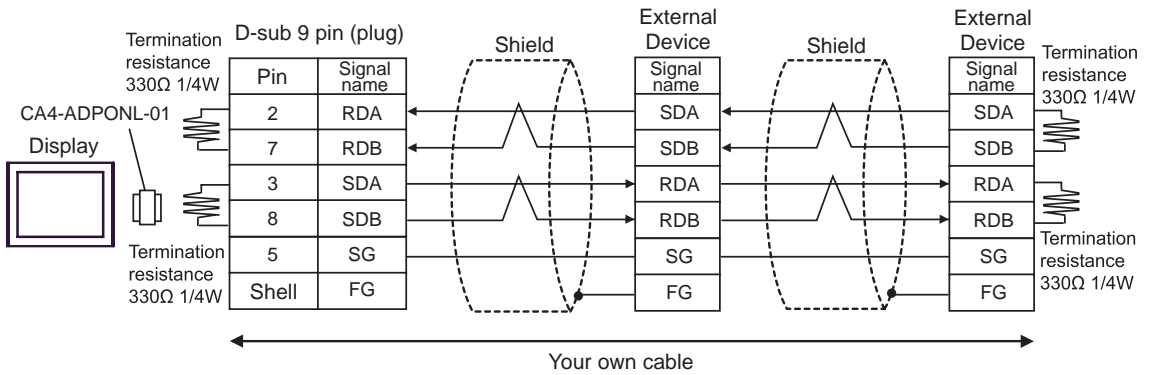 D-sub 9 pin (plug)
Termination
resistance
330Ω 1/4W
CA4-ADPONL-01
Display
Termination
resistance
330Ω 1/4W
Pin Signal name
2 RDA
7 RDB
3 SDA
8 SDB
5 SG
Shell FG
Shield
External
Device
Signal
name
SDA
SDB
RDA
RDB
SG
FG
Shield
External
Device
Signal
name
SDA
SDB
RDA
RDB
SG
FG
Termination
resistance
330Ω 1/4W
Termination
resistance
330Ω 1/4W
Your own cable